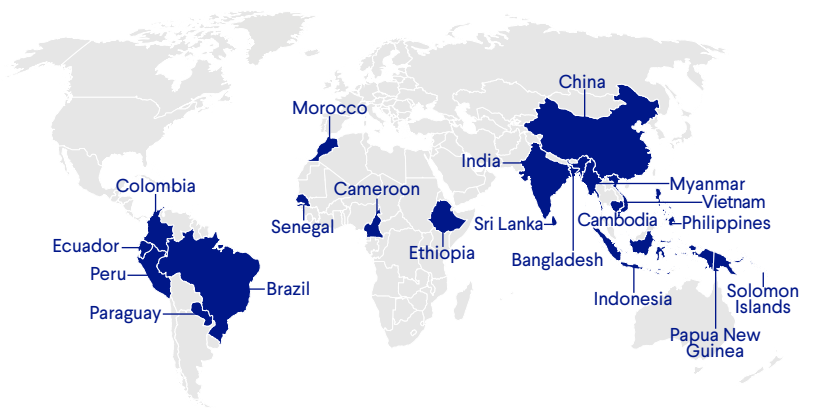 China
Morocco
India
Colombia
Cameroon
Myanmar
Vietnam
Senegal
Sri Lanka
Cambodia
Philippines
Ecuador
Ethiopia
Bangladesh
Peru
Brazil
Indonesia
Solomon
Islands
Paraguay
Papua New
Guinea